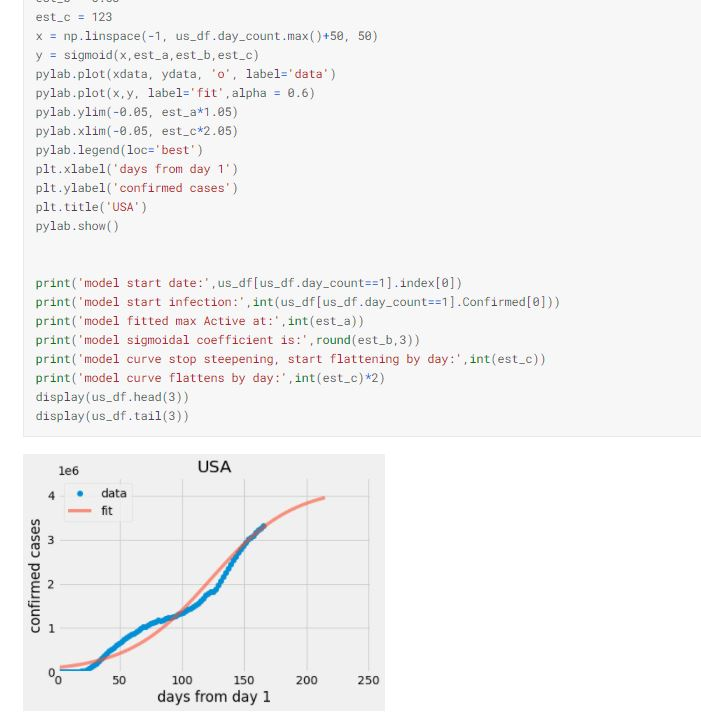 est_c = 123
x = np.linspace(-1, us_df.day_count.max()+50, 50)
y = sigmoid(x,est_a,est_b,est_c)
pylab.plot(xdata, ydata, 'o', label='data')
pylab.plot(x,y, label='fit',alpha = 0.6)
pylab.ylim(-0.05, est_a*1.05)
pylab.xlim(-0.05, est_c*2.05)
pylab.legend(loc='best')
plt.xlabel('days from day 1')
plt.ylabel('confirmed cases')
plt.title('USA')
pylab.show()
print('model start date:',us_df[us_df.day_count==1].index[0])
print('model start infection:',int(us_df[us_df.day_count==1].Confirmed[0]))
print('model fitted max Active at:',int(est_a))
print('model sigmoidal coefficient is:',round(est_b,3))
print('model curve stop steepening, start flattening by day:',int(est_c))
print('model curve flattens by day:',int(est_c)*2)
display(us_df.head(3))
display(us_df.tail(3))
USA
1e6
data
fit
4
3
2
1
0
confirmed cases
0 50 100 150 200 250
days from day 1